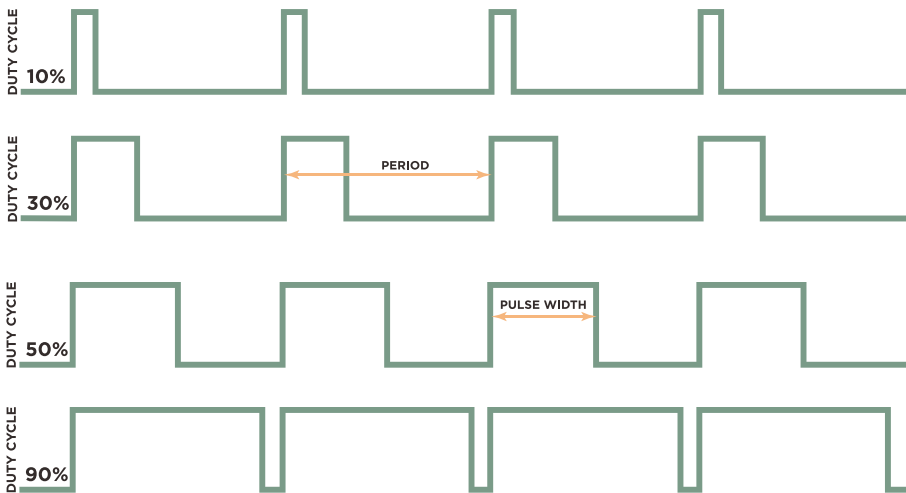 DUTY CYCLE
10%
DUTY CYCLE
30%
PERIOD
DUTY CYCLE
50%
PULSE WIDTH
DUTY CYCLE
90%